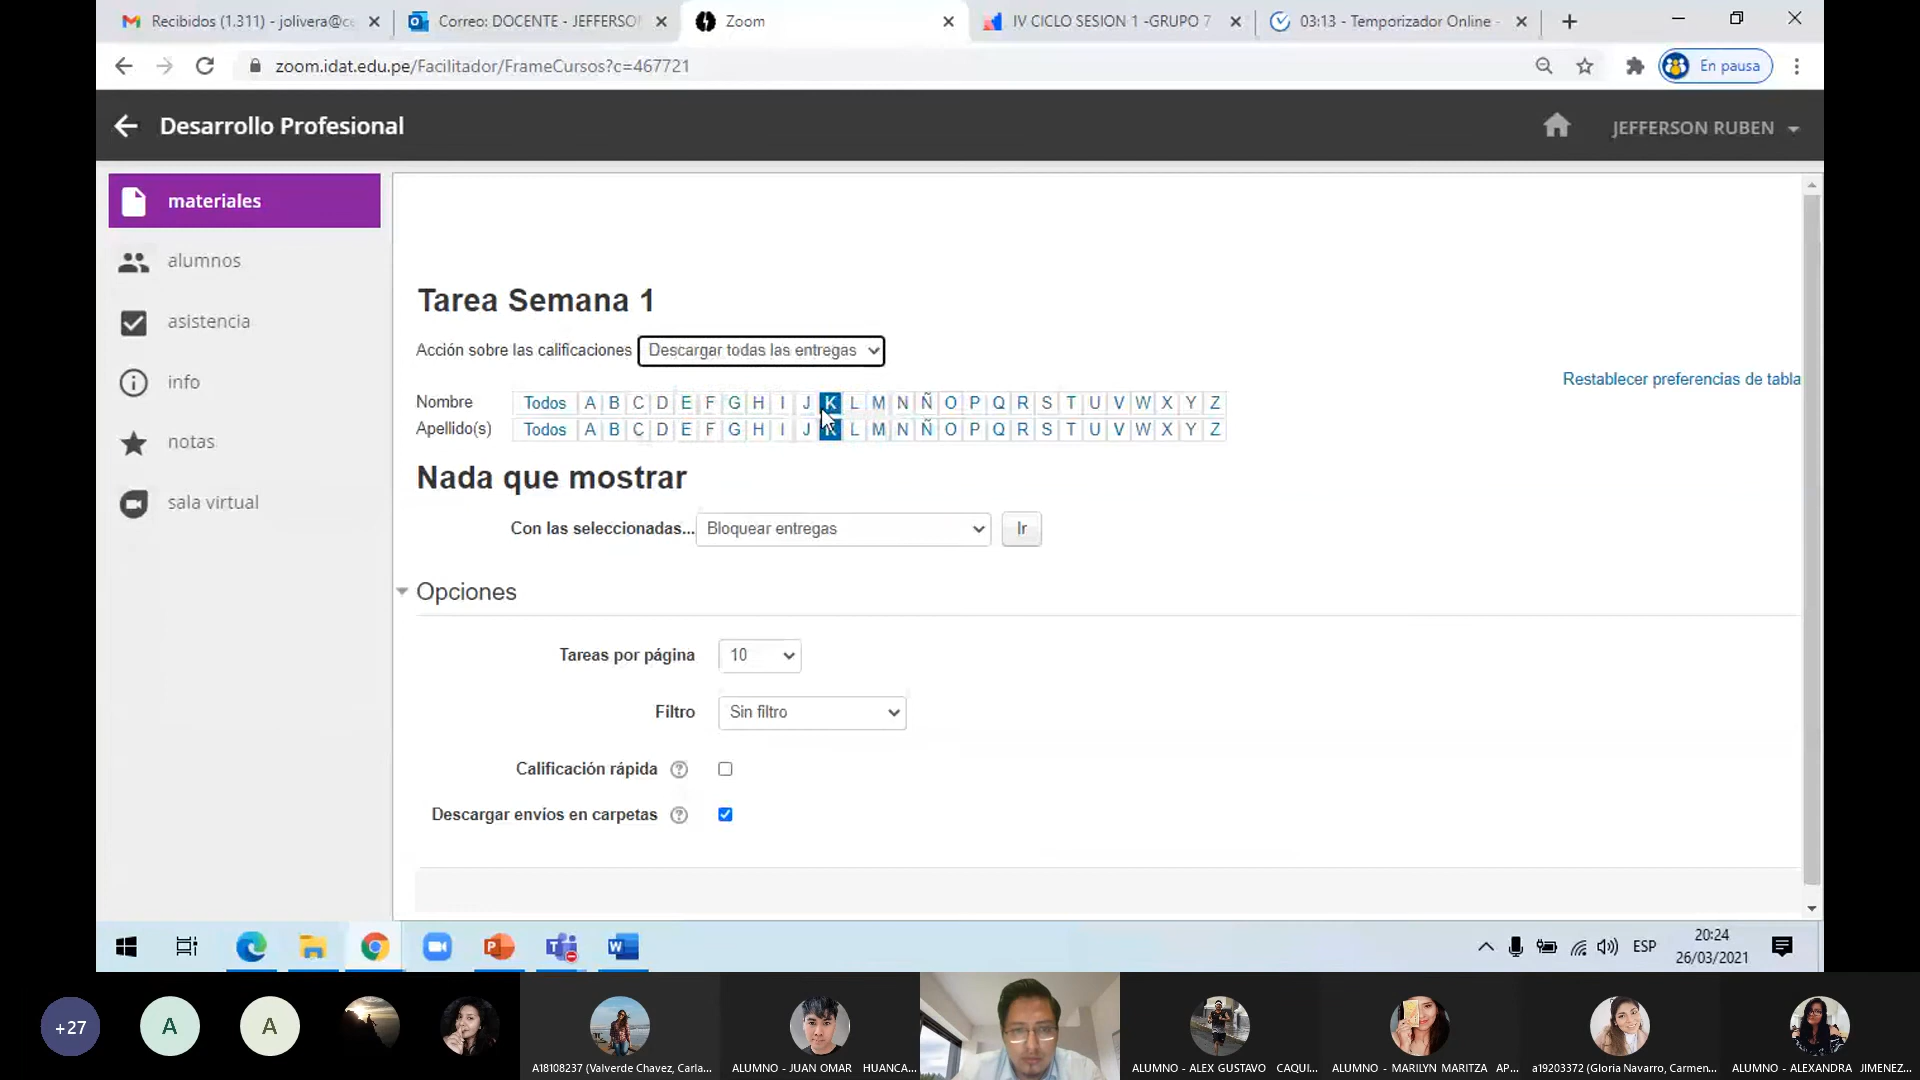 Recibidos (1.311) - jolivera@ce
Correo: DOCENTE - JEFFERSON
Zoom
IV CICLO SESION 1 -GRUPO 7
03:13 - Temporizador Online -
zoom.idat.edu.pe/Facilitador/FrameCursos?c=467721
En pausa
Desarrollo Profesional
JEFFERSON RUBEN
materiales
alumnos
asistencia
info
notas
sala virtual
Tarea Semana 1
Acción sobre las calificaciones Descargar todas las entregas
Restablecer preferencias de tabla
Nombre Todos A B C D E F G H I J K L M N Ñ O P Q R S T U V W X Y Z
Apellido(s) Todos A B C D E F G H I J K L M N Ñ O P Q R S T U V W X Y Z
Nada que mostrar
Con las seleccionadas... Bloquear entregas Ir
Opciones
Tareas por página 10
Filtro Sin filtro
Calificación rápida
Descargar envíos en carpetas
ESP
20:24
26/03/2021
+27
A
A
A18108237 (Valverde Chavez, Carla...
ALUMNO - JUAN OMAR HUANCA...
ALUMNO - ALEX GUSTAVO CAQUI...
ALUMNO - MARILYN MARITZA AP...
a19203372 (Gloria Navarro, Carmen...
ALUMNO - ALEXANDRA JIMENEZ...